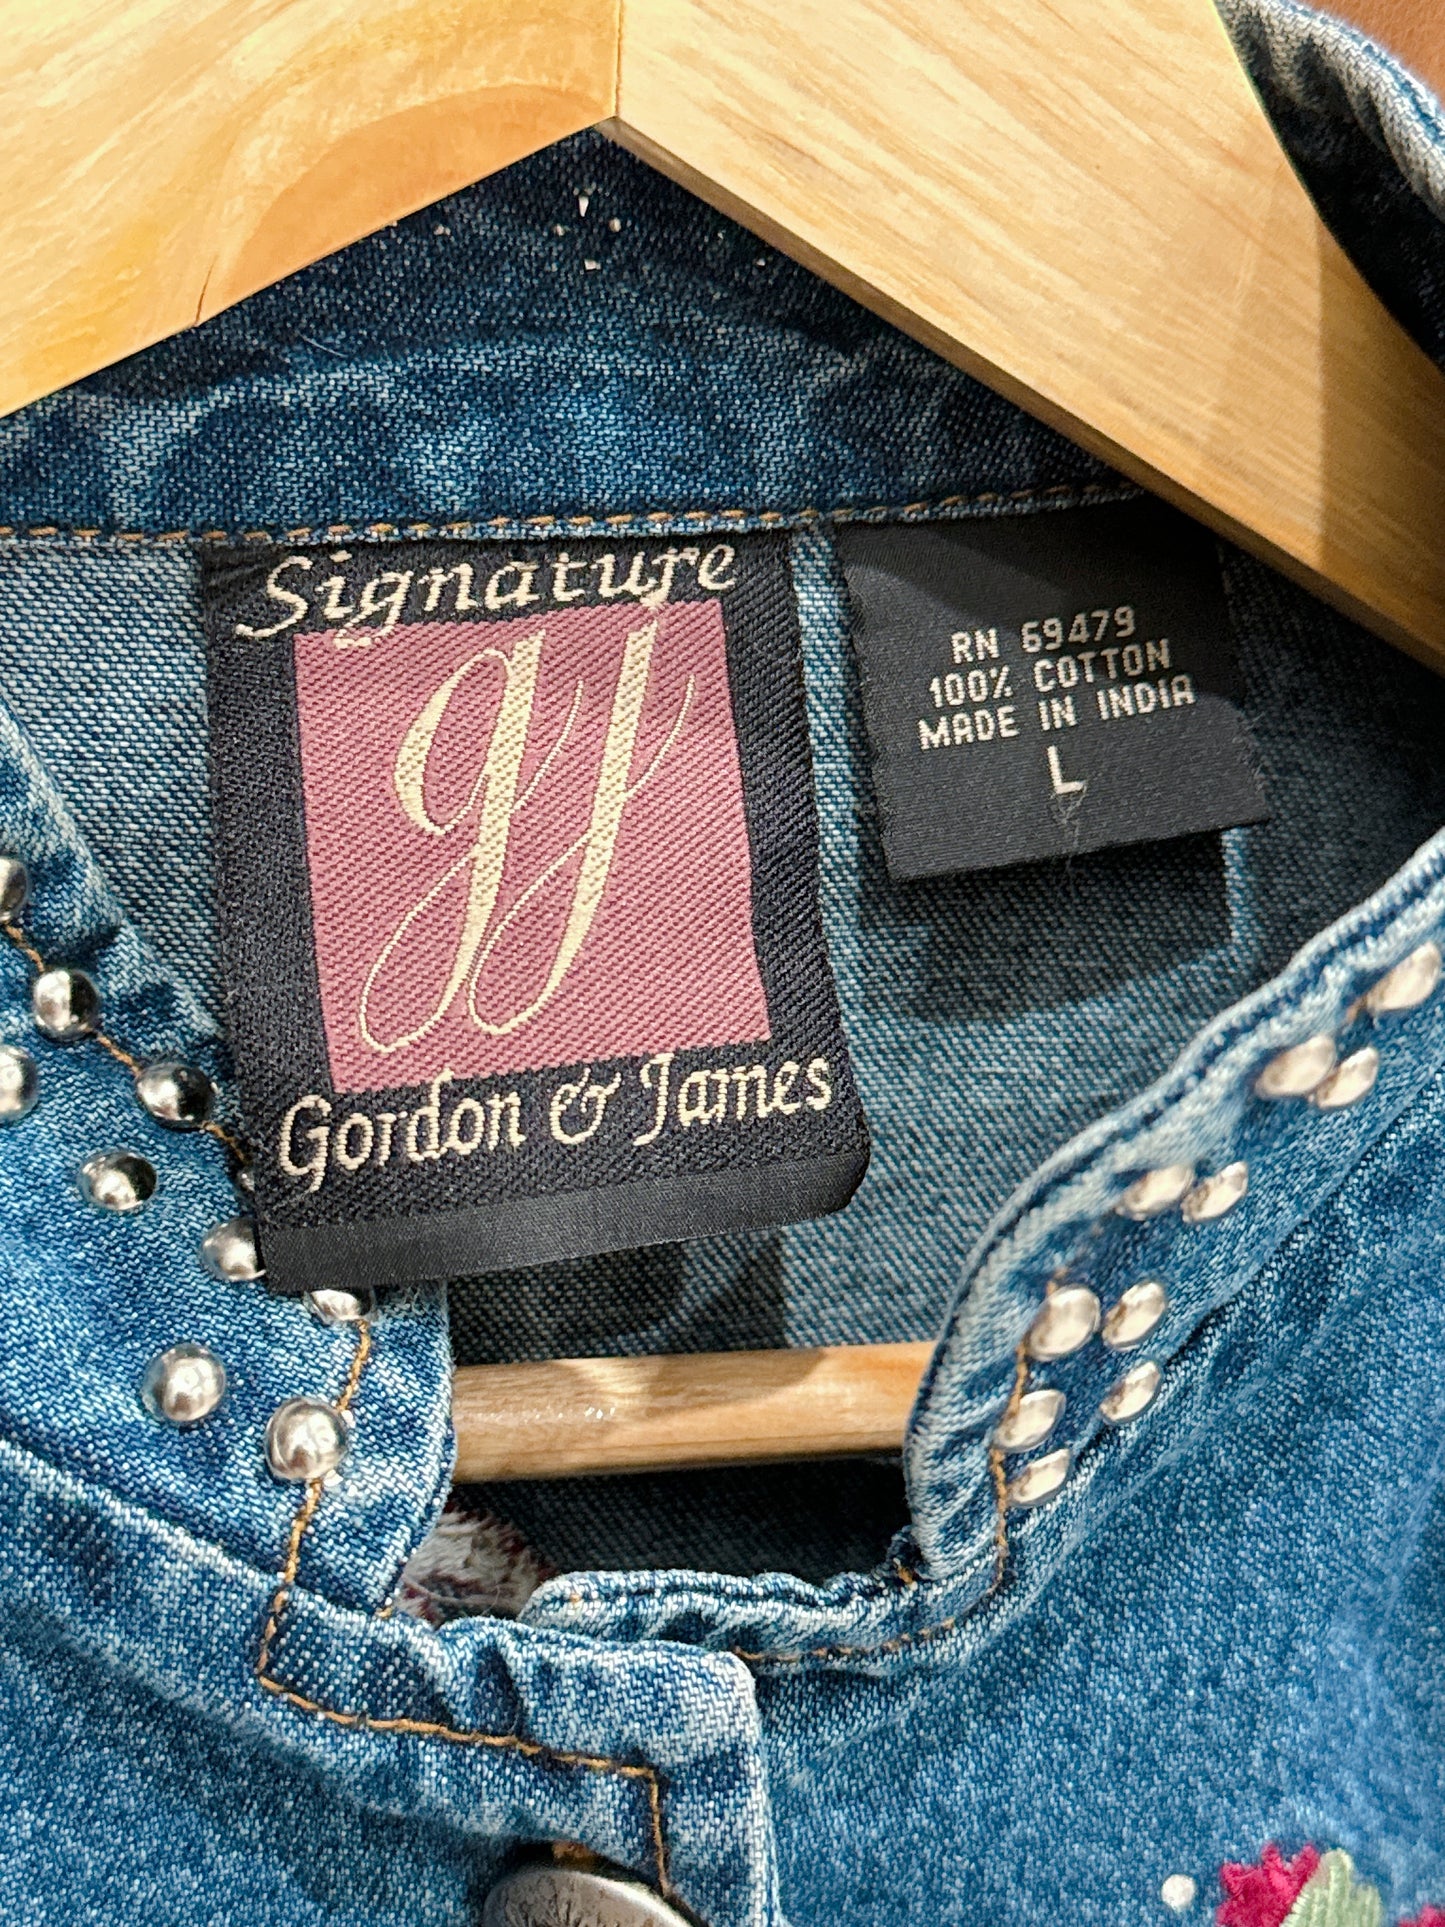 Signature
gj
Gordon & James
RN 69479
100% COTTON
MADE IN INDIA
L